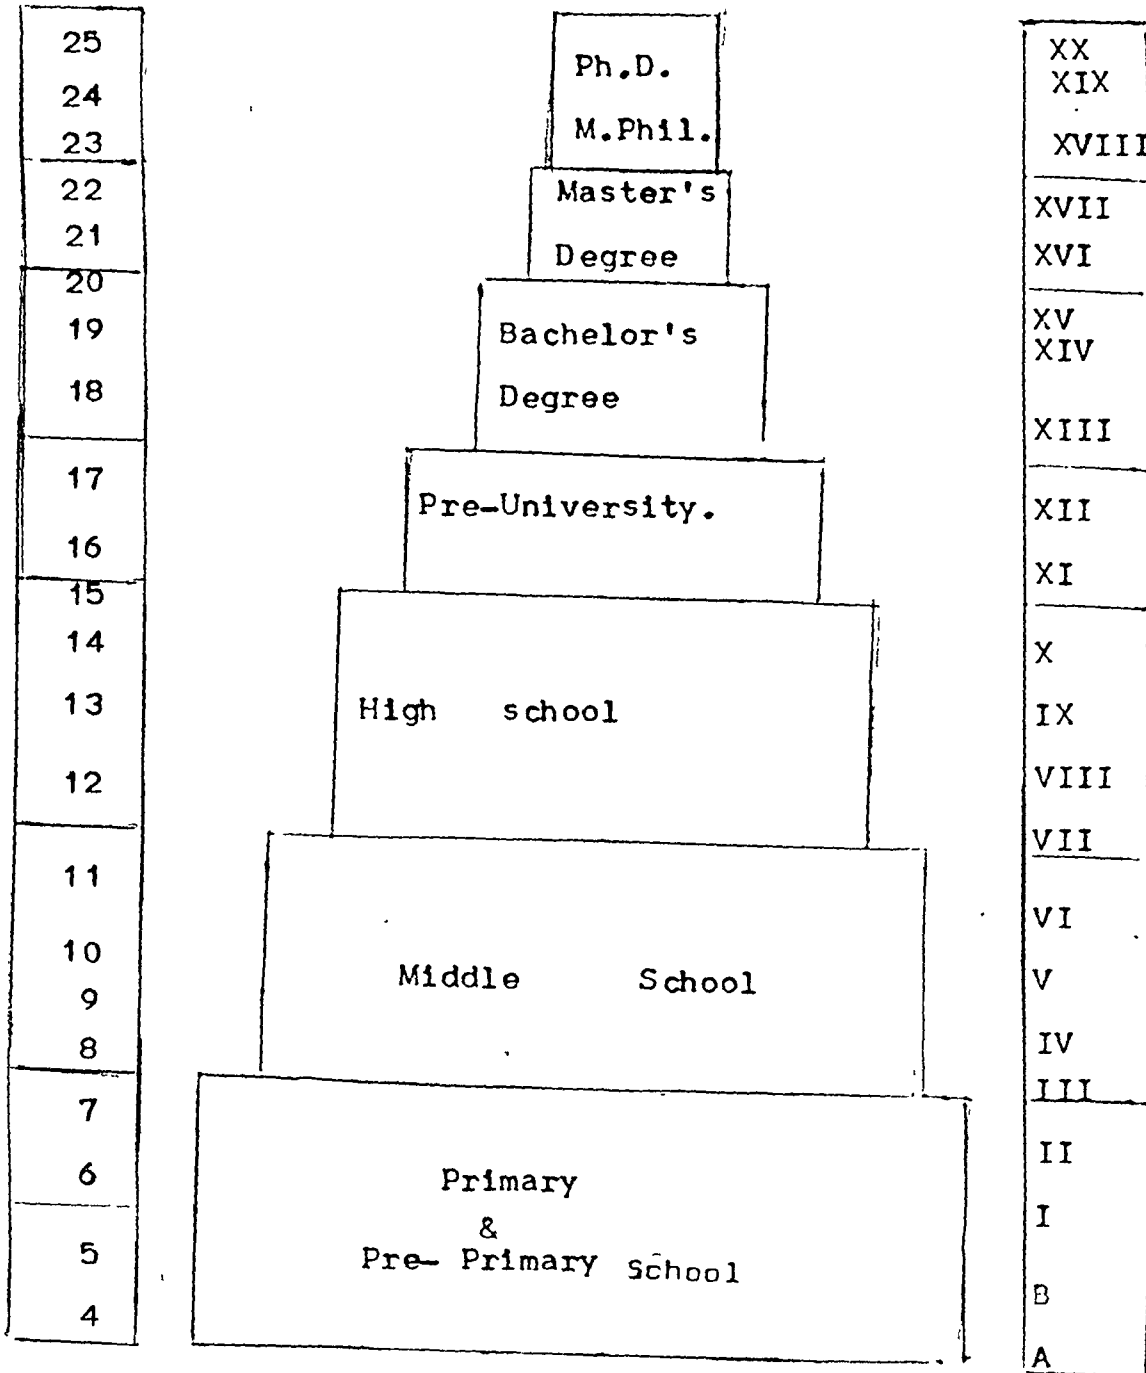 25
24
23
22
21
20
19
18
17
16
15
14
13
12
11
10
9
8
7
6
5
4
Ph.D.
M.Phil.
Master's
Degree
Bachelor's
Degree
Pre-University.
High school
Middle School
Primary
&
Pre- Primary School
XX
XIX
XVIII
XVII
XVI
XV
XIV
XIII
XII
XI
X
IX
VIII
VII
VI
V
IV
III
II
I
B
A